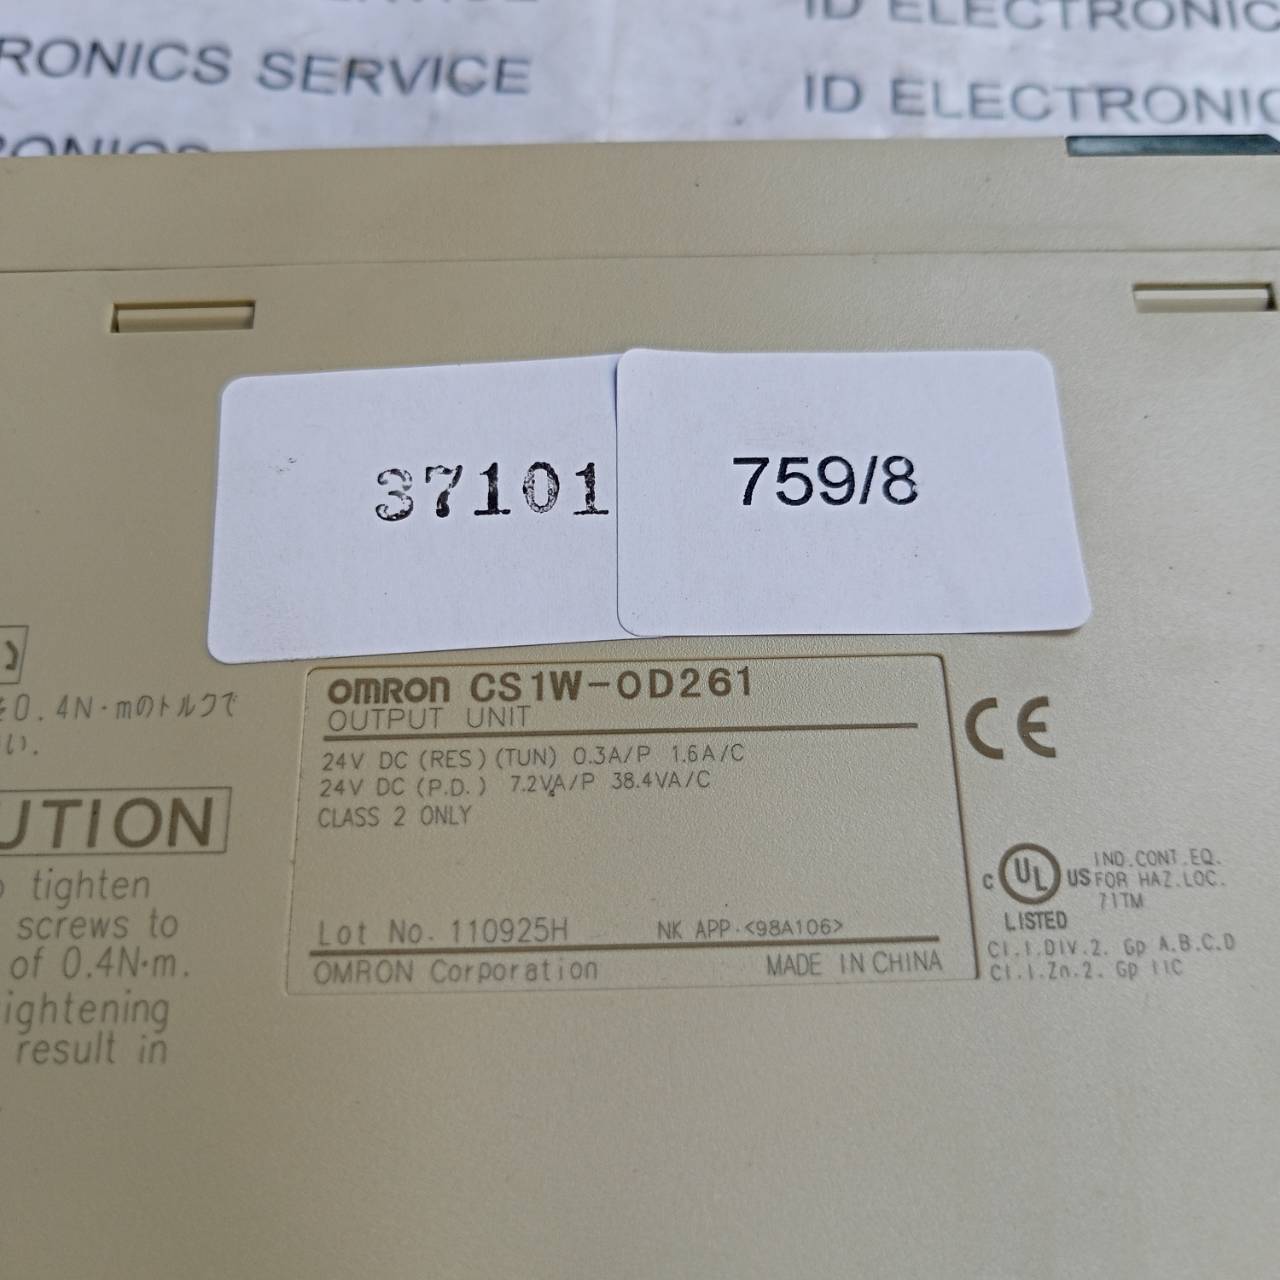 RONICS SERVICE
ID ELECTRONIC
ID ELECTRONIC
37101
759/8
0.4N·mのトルクで
い.
UTION
tighten
screws to
of 0.4N·m.
ightening
result in
OMRON CS1W-OD261
OUTPUT UNIT
24V DC (RES)(TUN) 0.3A/P 1.6A/C
24V DC (P.D.) 7.2VA/P 38.4VA/C
CLASS 2 ONLY
Lot No. 110925H NK APP.<98A106>
OMRON Corporation MADE IN CHINA
CE
C UL US IND.CONT.EQ.
FOR HAZ.LOC.
71TM
LISTED
Cl.I.DIV.2. Gp A.B.C.D
Cl.I.Zn.2. Gp IIC